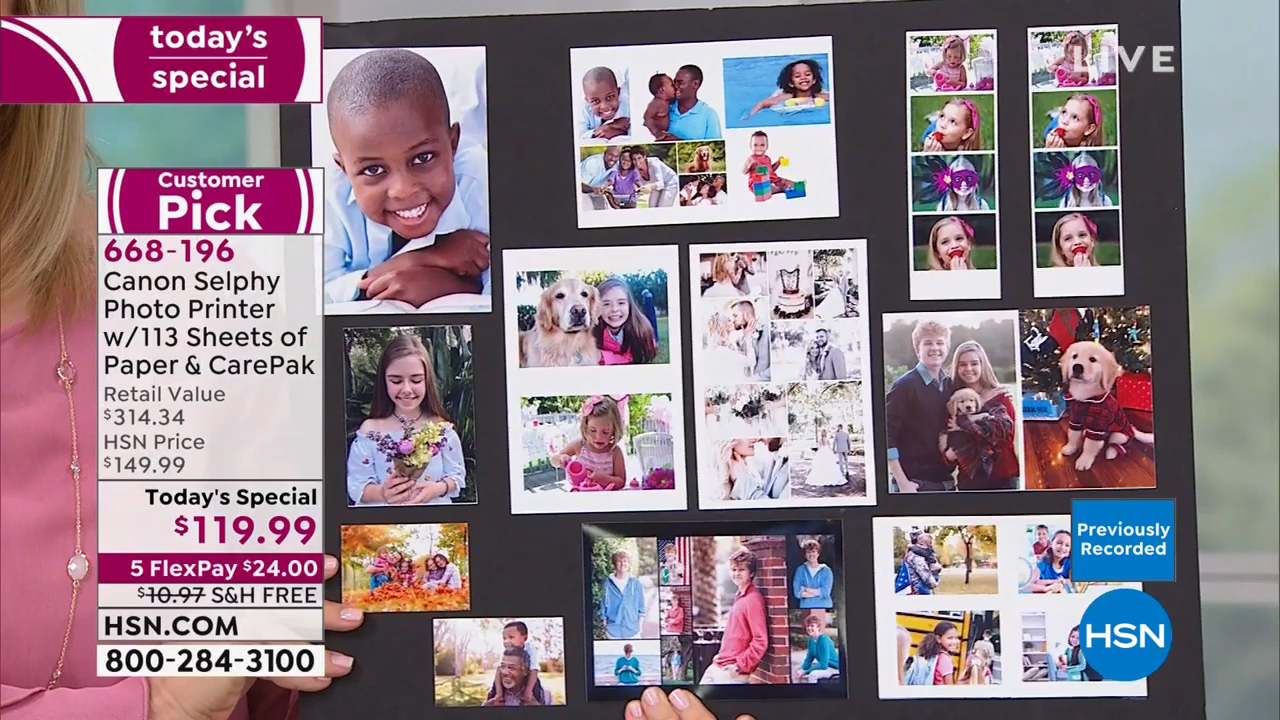 today's
special
LIVE
Customer
Pick
668-196
Canon Selphy
Photo Printer
w/113 Sheets of
Paper & CarePak
Retail Value
$314.34
HSN Price
$149.99
Today's Special
$119.99
5 FlexPay $24.00
$10.97 S&H FREE
HSN.COM
800-284-3100
Previously
Recorded
HSN